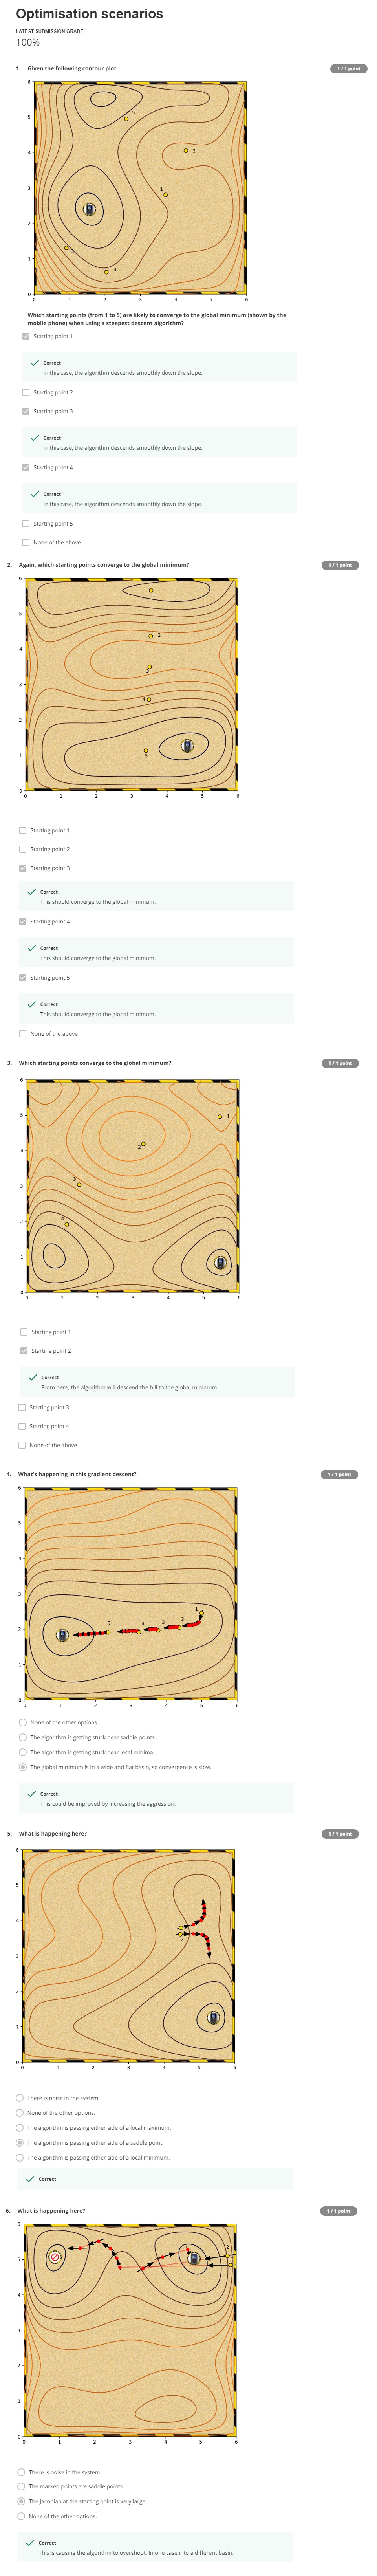 Optimisation scenarios
LATEST SUBMISSION GRADE
100%
1. Given the following contour plot, 1 / 1 point
6
5
4
3
2
1
0
0 1 2 3 4 5 6
5
2
1
3
4
Which starting points (from 1 to 5) are likely to converge to the global minimum (shown by the
mobile phone) when using a steepest descent algorithm?
Starting point 1
Correct
In this case, the algorithm descends smoothly down the slope.
Starting point 2
Starting point 3
Correct
In this case, the algorithm descends smoothly down the slope.
Starting point 4
Correct
In this case, the algorithm descends smoothly down the slope.
Starting point 5
None of the above
2. Again, which starting points converge to the global minimum? 1 / 1 point
6
5
4
3
2
1
0
0 1 2 3 4 5 6
1
2
3
4
5
Starting point 1
Starting point 2
Starting point 3
Correct
This should converge to the global minimum.
Starting point 4
Correct
This should converge to the global minimum.
Starting point 5
Correct
This should converge to the global minimum.
None of the above
3. Which starting points converge to the global minimum? 1 / 1 point
6
5
4
3
2
1
0
0 1 2 3 4 5 6
1
2
3
4
Starting point 1
Starting point 2
Correct
From here, the algorithm will descend the hill to the global minimum.
Starting point 3
Starting point 4
None of the above
4. What's happening in this gradient descent? 1 / 1 point
6
5
4
3
2
1
0
0 1 2 3 4 5 6
5 4 3 2 1
None of the other options.
The algorithm is getting stuck near saddle points.
The algorithm is getting stuck near local minima.
The global minimum is in a wide and flat basin, so convergence is slow.
Correct
This could be improved by increasing the aggression.
5. What is happening here? 1 / 1 point
6
5
4
3
2
1
0
0 1 2 3 4 5 6
2
There is noise in the system.
None of the other options.
The algorithm is passing either side of a local maximum.
The algorithm is passing either side of a saddle point.
The algorithm is passing either side of a local minimum.
Correct
6. What is happening here? 1 / 1 point
6
5
4
3
2
1
0
0 1 2 3 4 5 6
2
There is noise in the system
The marked points are saddle points.
The Jacobian at the starting point is very large.
None of the other options.
Correct
This is causing the algorithm to overshoot. In one case into a different basin.